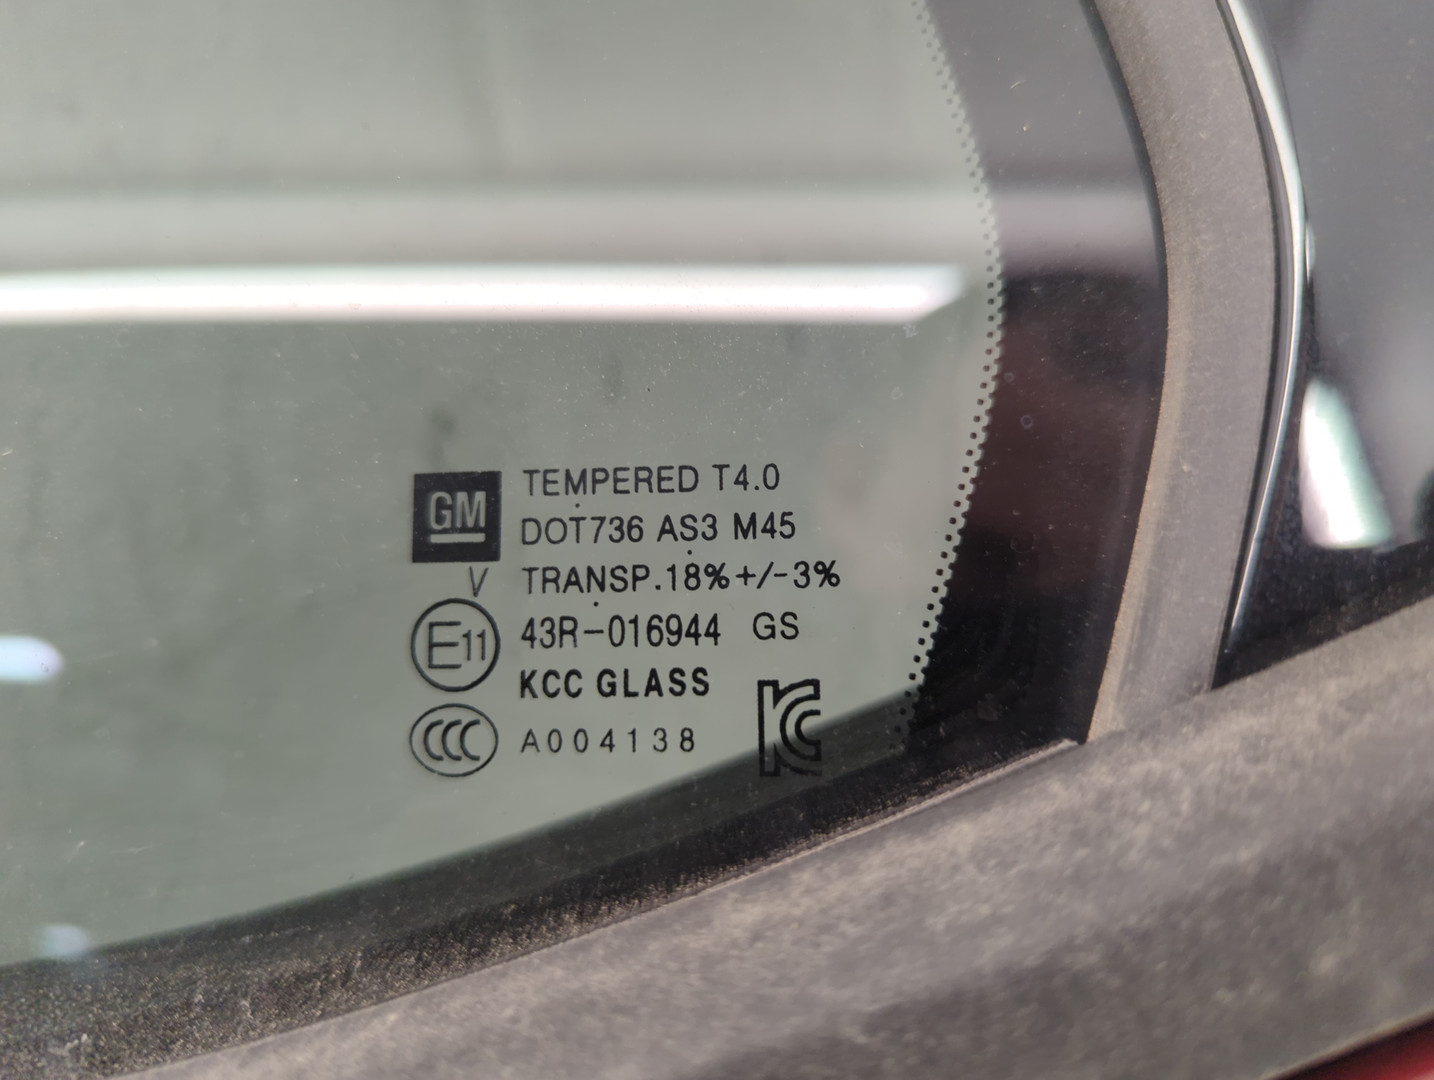 GM
TEMPERED T4.0
DOT736 AS3 M45
V TRANSP.18%+/-3%
E11 43R-016944 GS
KCC GLASS
CCC A004138
KC